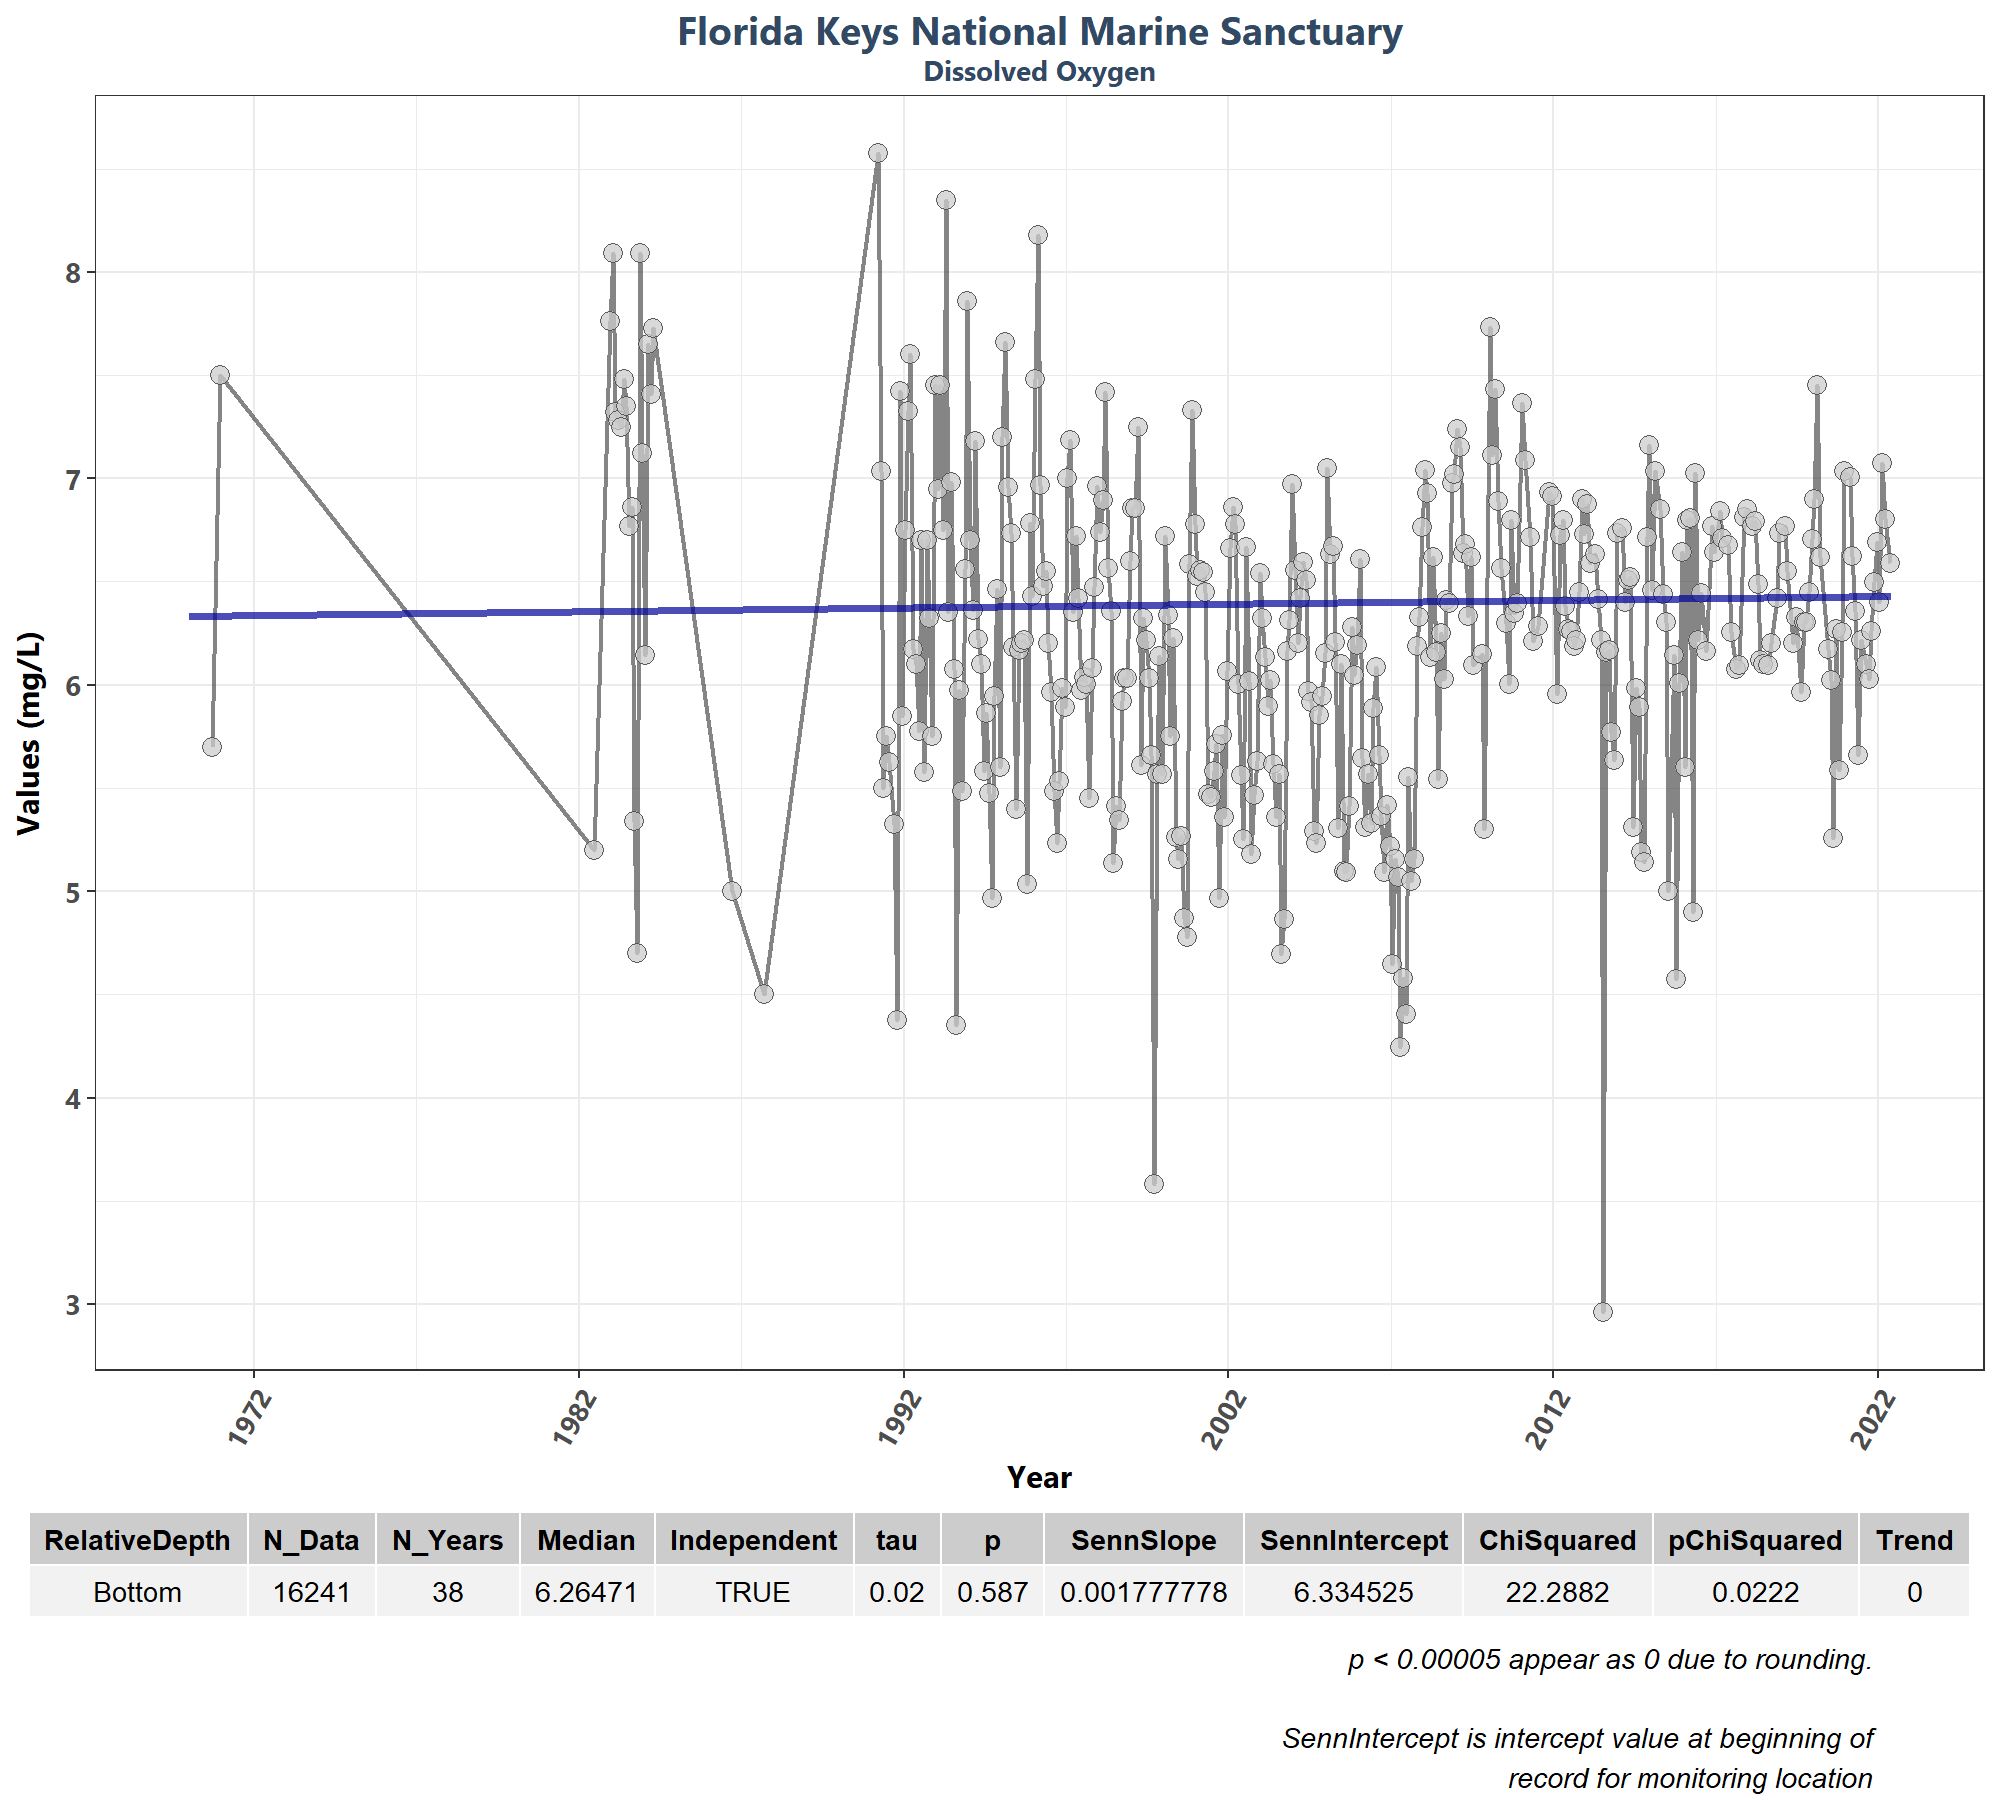 Florida Keys National Marine Sanctuary
Dissolved Oxygen
Values (mg/L)
8
7
6
5
4
3
1972
1982
1992
2002
2012
2022
Year
RelativeDepth N_Data N_Years Median Independent tau p SennSlope SennIntercept ChiSquared pChiSquared Trend
Bottom 16241 38 6.26471 TRUE 0.02 0.587 0.001777778 6.334525 22.2882 0.0222 0
p < 0.00005 appear as 0 due to rounding.
SennIntercept is intercept value at beginning of
record for monitoring location